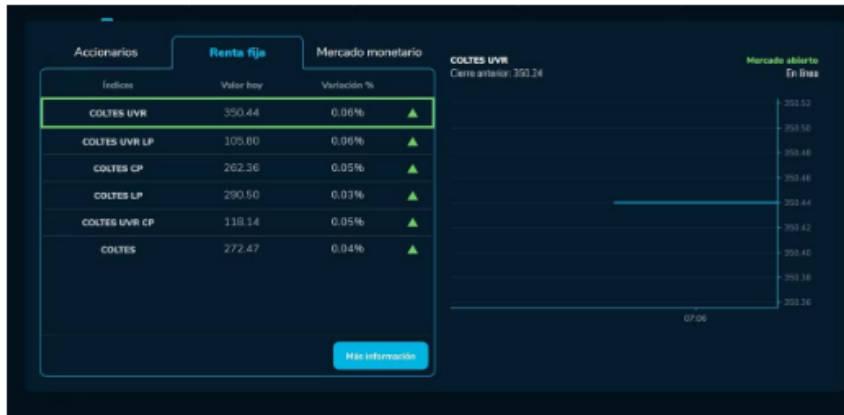 Accionarios Renta fija Mercado monetario
Índices Valor hoy Variación %
COLTES UVR 350.44 0.06%
COLTES UVR LP 105.80 0.06%
COLTES CP 262.36 0.05%
COLTES LP 290.50 0.03%
COLTES UVR CP 118.14 0.05%
COLTES 272.47 0.04%
Más información
COLTES UVR Mercado abierto
Cierre anterior: 350.24 En línea
350.52
350.50
350.48
350.46
350.44
350.42
350.40
350.38
350.36
07:06